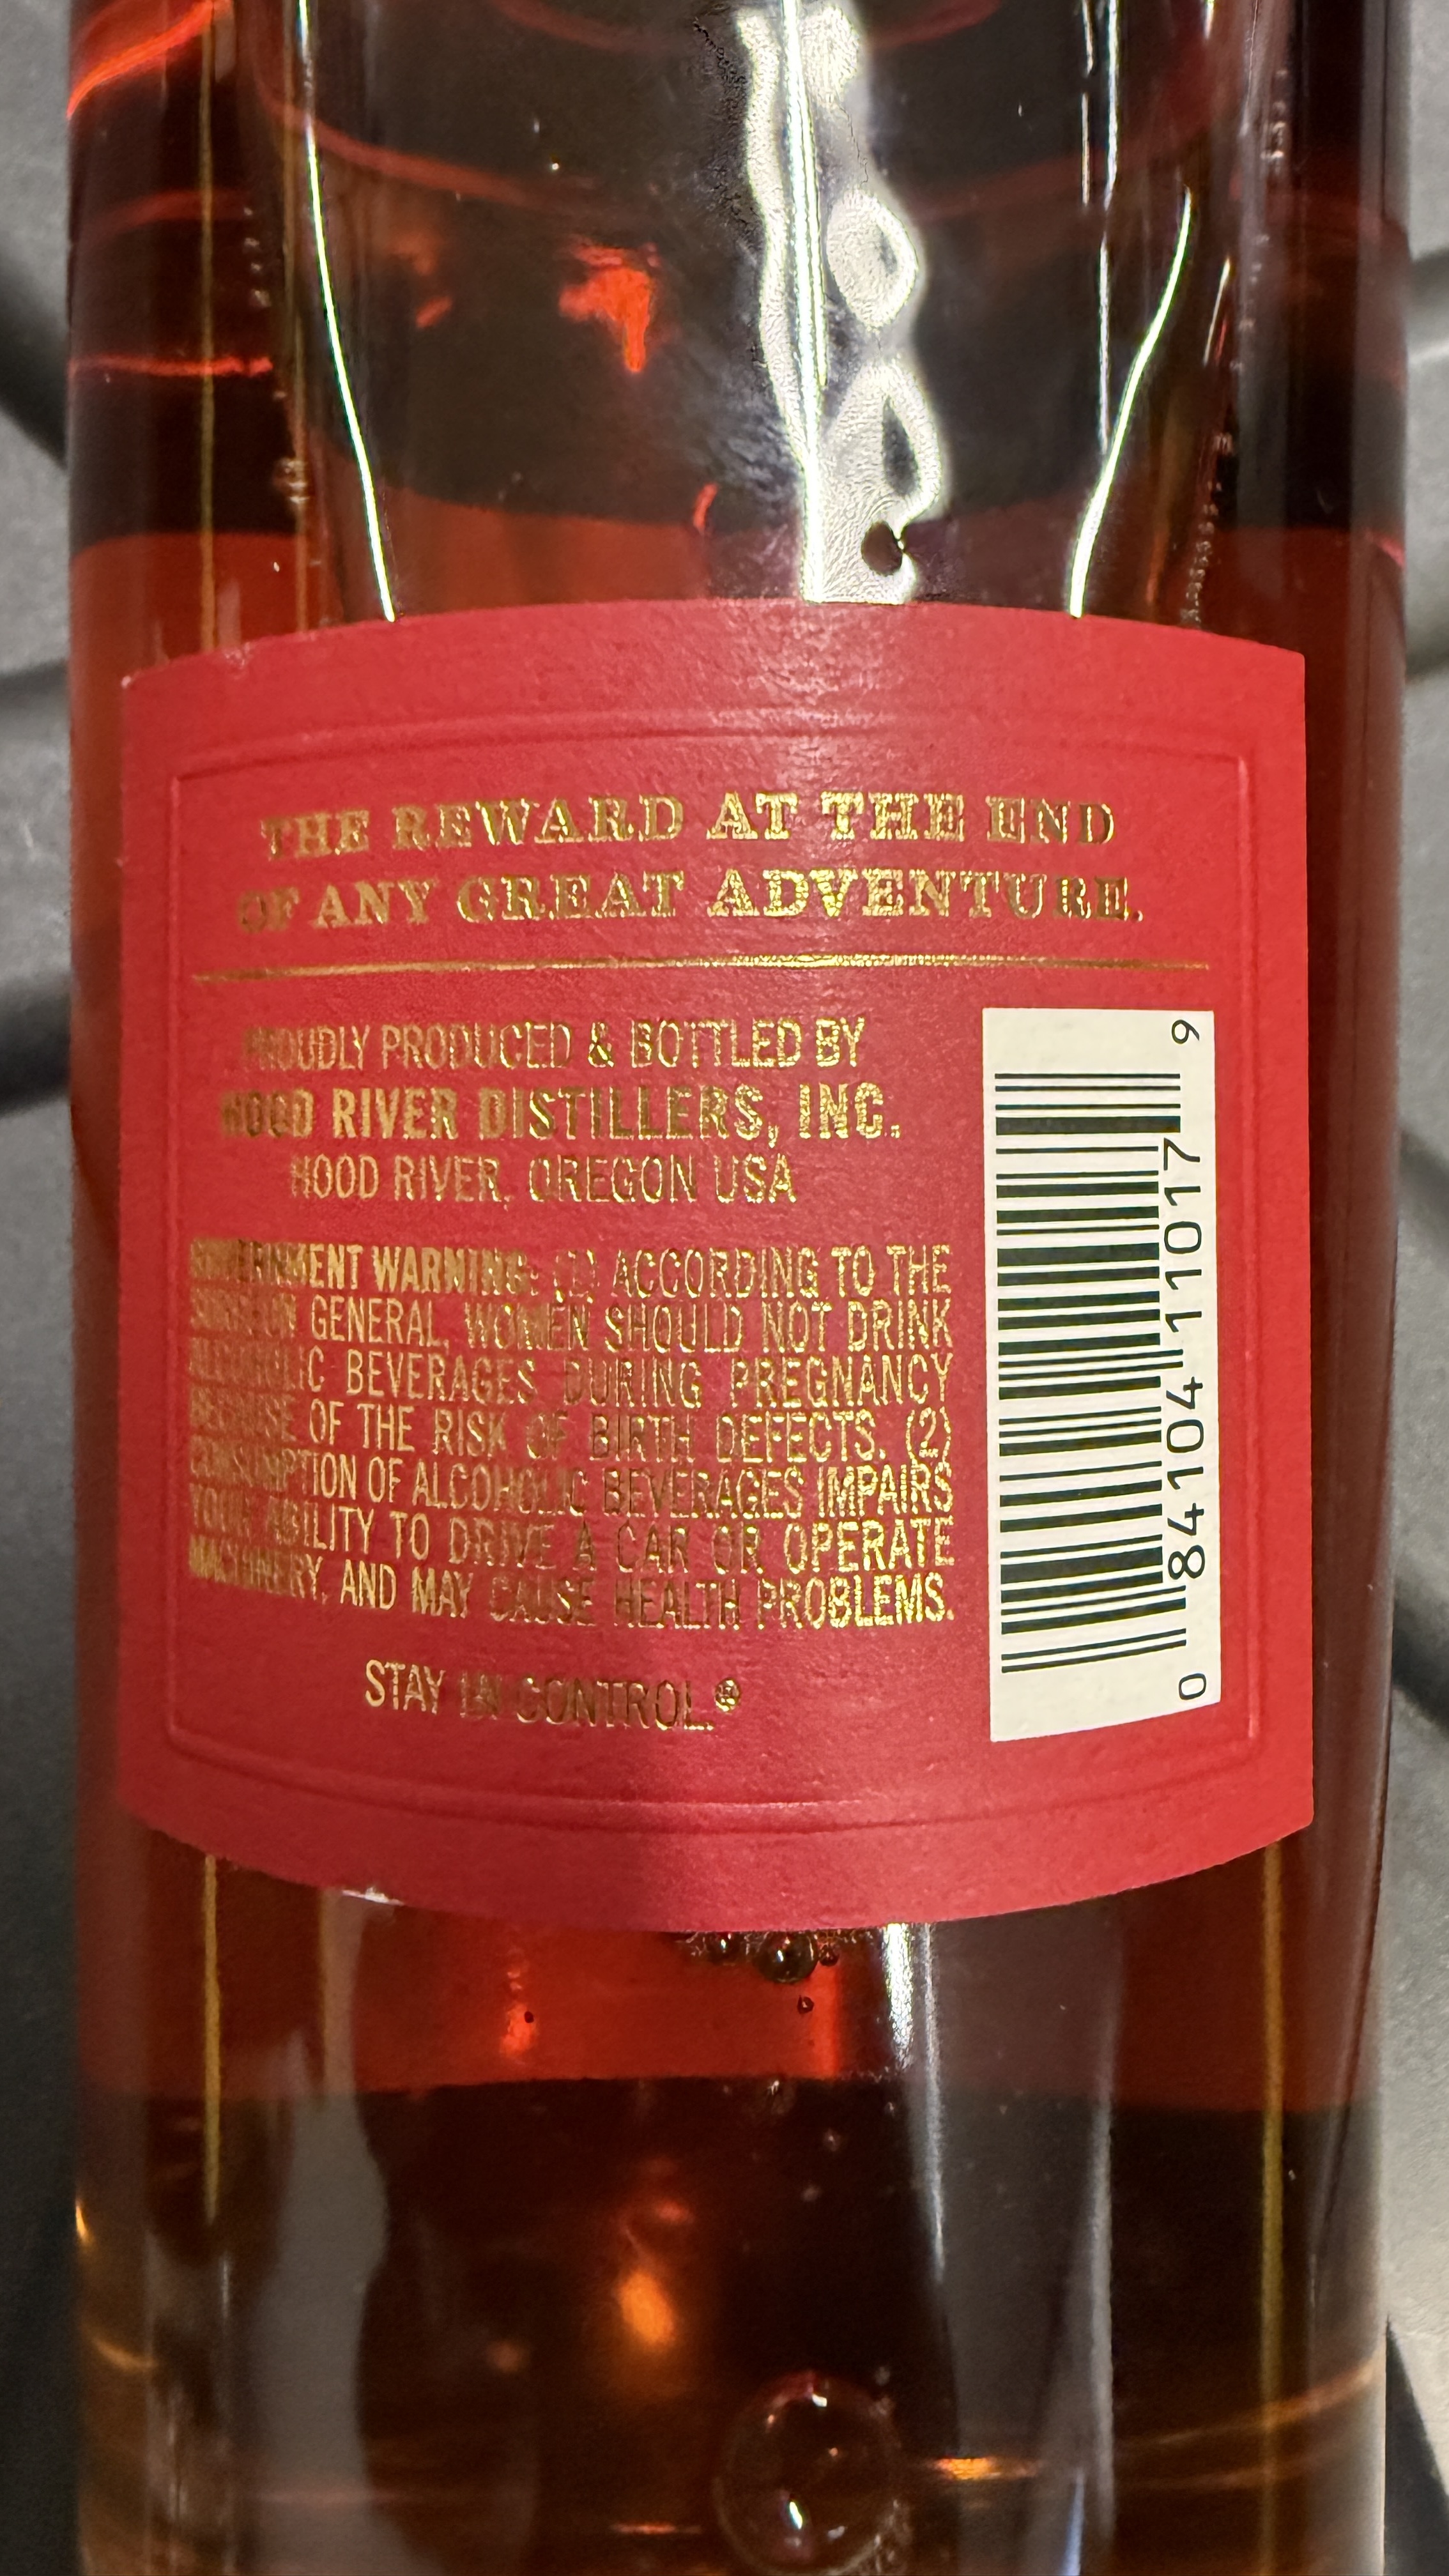 THE REWARD AT THE END
OF ANY GREAT ADVENTURE.
PROUDLY PRODUCED & BOTTLED BY
HOOD RIVER DISTILLERS, INC.
HOOD RIVER, OREGON USA
GOVERNMENT WARNING: (1) ACCORDING TO THE
SURGEON GENERAL, WOMEN SHOULD NOT DRINK
ALCOHOLIC BEVERAGES DURING PREGNANCY
BECAUSE OF THE RISK OF BIRTH DEFECTS. (2)
CONSUMPTION OF ALCOHOLIC BEVERAGES IMPAIRS
YOUR ABILITY TO DRIVE A CAR OR OPERATE
MACHINERY, AND MAY CAUSE HEALTH PROBLEMS.
STAY IN CONTROL.®
0 84104 11017 9